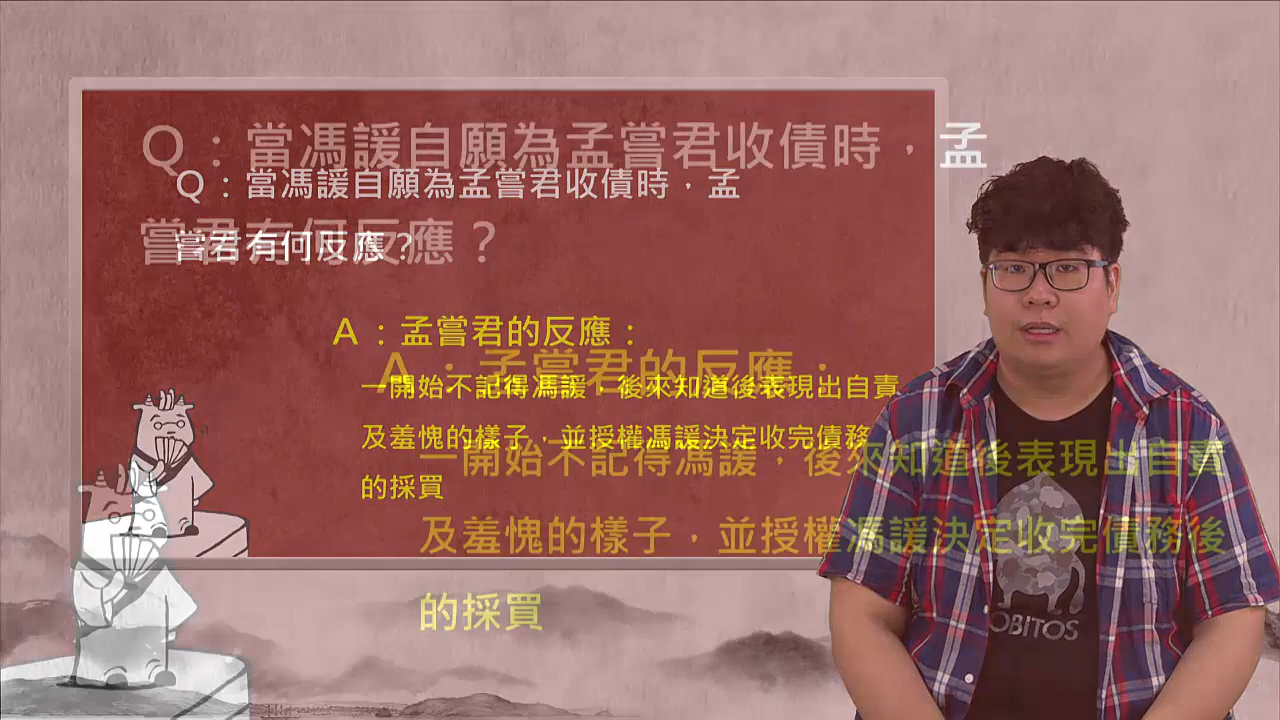 Q：當馮諼自願為孟嘗君收債時，孟
嘗君有何反應？
A：孟嘗君的反應：
一開始不記得馮諼，後來知道後表現出自責
及羞愧的樣子，並授權馮諼決定收完債務
的採買
Q：當馮諼自願為孟嘗君收債時，孟
嘗君有何反應？
A：孟嘗君的反應：
一開始不記得馮諼，後來知道後表現出自責
及羞愧的樣子，並授權馮諼決定收完債務後
的採買
OBITOS